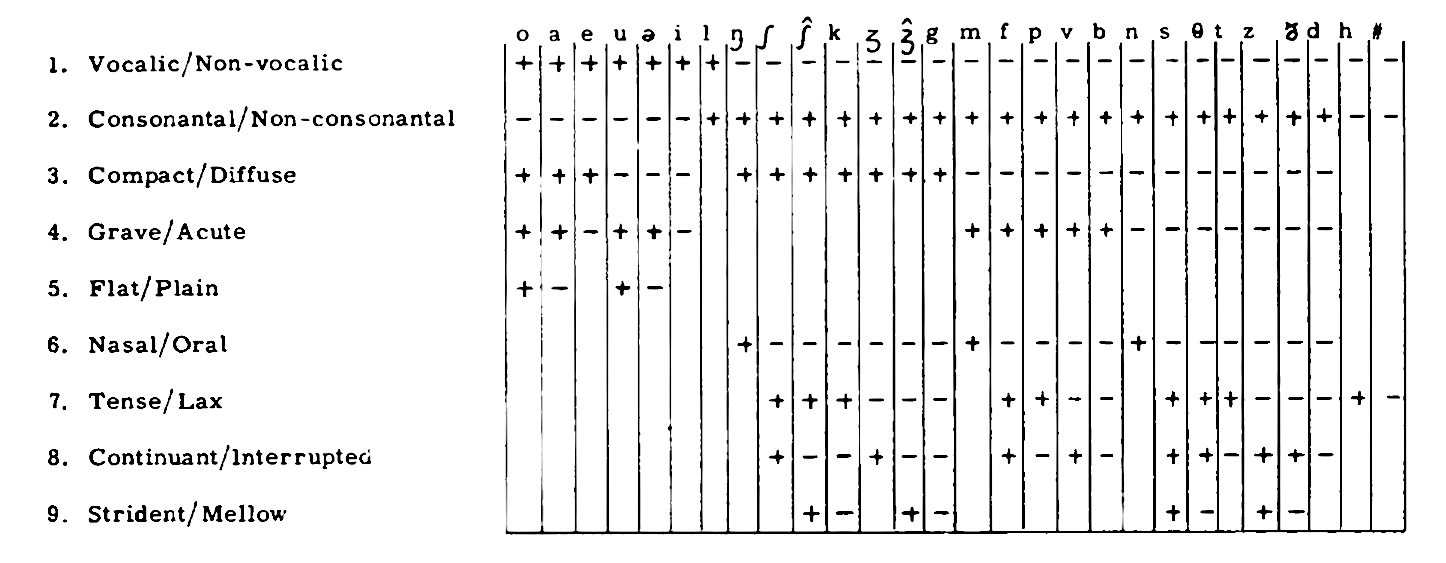 o a e u ə i l ŋ ʃ ʃ̂ k ʒ ʒ̂ g m f p v b n s θ t z ð d h #
1. Vocalic/Non-vocalic + + + + + + + − − − − − − − − − − − − − − − − − − − − −
2. Consonantal/Non-consonantal − − − − − − + + + + + + + + + + + + + + + + + + + + − −
3. Compact/Diffuse + + + − − − + + + + + + + − − − − − − − − − − − −
4. Grave/Acute + + − + + − + + + + + − − − − − − −
5. Flat/Plain + − + −
6. Nasal/Oral + − − − − − − + − − − − + − − − − − −
7. Tense/Lax + + + − − − + + − − + + + − − − + −
8. Continuant/Interrupted + − − + − − + − + − + + − + + −
9. Strident/Mellow + − + − + − + −